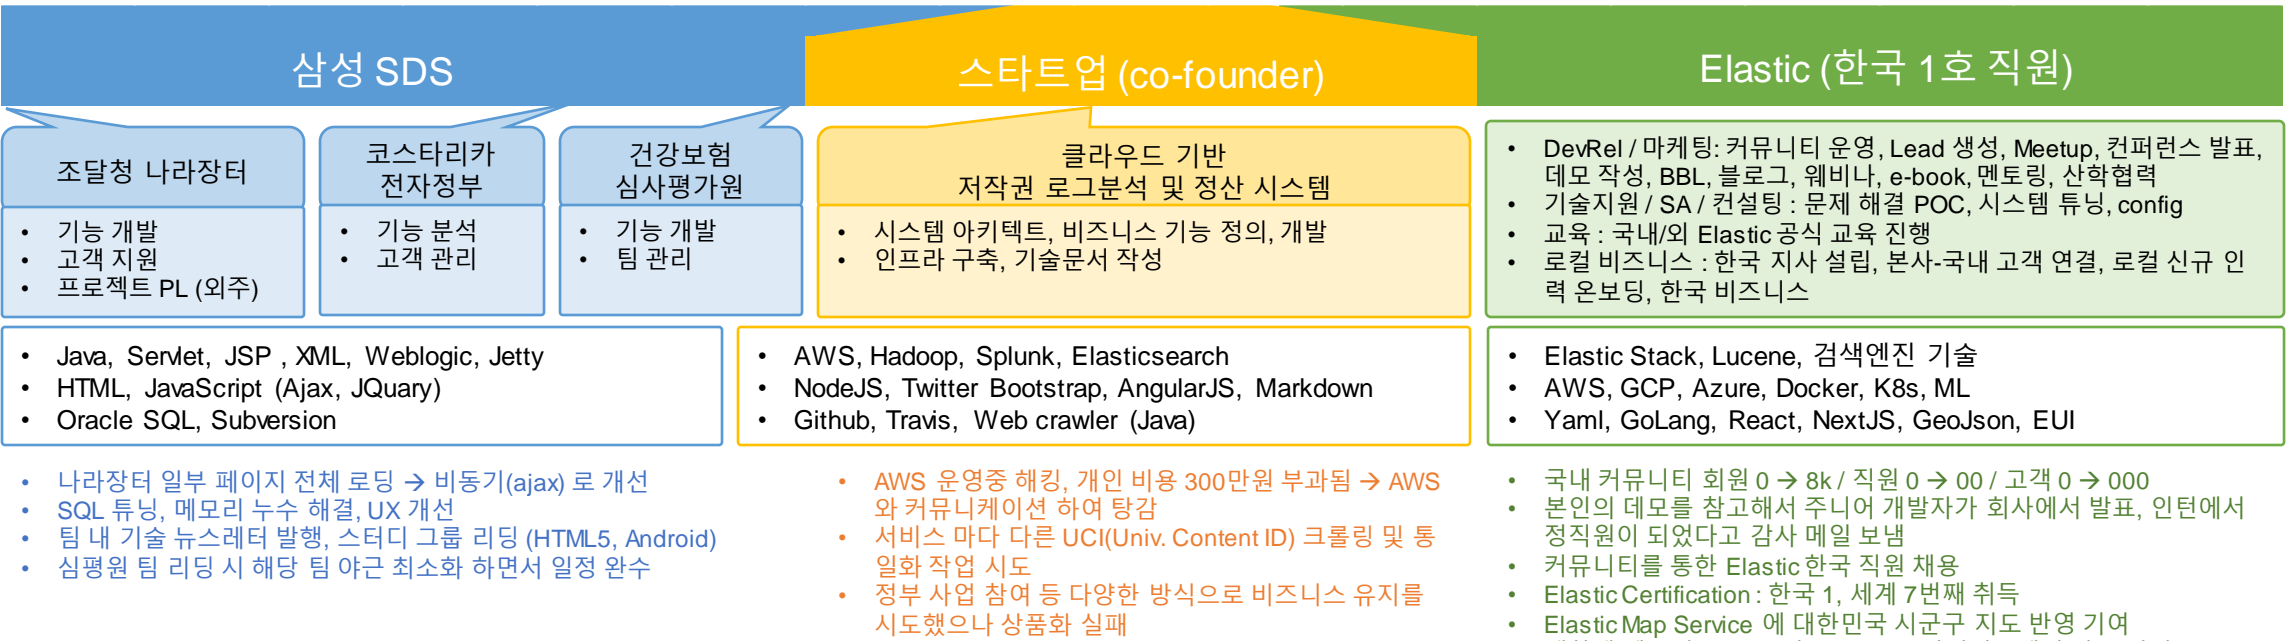 삼성 SDS
스타트업 (co-founder)
Elastic (한국 1호 직원)
조달청 나라장터
• 기능 개발
• 고객 지원
• 프로젝트 PL (외주)
코스타리카
전자정부
• 기능 분석
• 고객 관리
건강보험
심사평가원
• 기능 개발
• 팀 관리
클라우드 기반
저작권 로그분석 및 정산 시스템
• 시스템 아키텍트, 비즈니스 기능 정의, 개발
• 인프라 구축, 기술문서 작성
• DevRel / 마케팅: 커뮤니티 운영, Lead 생성, Meetup, 컨퍼런스 발표,
데모 작성, BBL, 블로그, 웨비나, e-book, 멘토링, 산학협력
• 기술지원 / SA / 컨설팅 : 문제 해결 POC, 시스템 튜닝, config
• 교육 : 국내/외 Elastic 공식 교육 진행
• 로컬 비즈니스 : 한국 지사 설립, 본사-국내 고객 연결, 로컬 신규 인
력 온보딩, 한국 비즈니스
• Java, Servlet, JSP , XML, Weblogic, Jetty
• HTML, JavaScript (Ajax, JQuary)
• Oracle SQL, Subversion
• AWS, Hadoop, Splunk, Elasticsearch
• NodeJS, Twitter Bootstrap, AngularJS, Markdown
• Github, Travis, Web crawler (Java)
• Elastic Stack, Lucene, 검색엔진 기술
• AWS, GCP, Azure, Docker, K8s, ML
• Yaml, GoLang, React, NextJS, GeoJson, EUI
• 나라장터 일부 페이지 전체 로딩 → 비동기(ajax) 로 개선
• SQL 튜닝, 메모리 누수 해결, UX 개선
• 팀 내 기술 뉴스레터 발행, 스터디 그룹 리딩 (HTML5, Android)
• 심평원 팀 리딩 시 해당 팀 야근 최소화 하면서 일정 완수
• AWS 운영중 해킹, 개인 비용 300만원 부과됨 → AWS
와 커뮤니케이션 하여 탕감
• 서비스 마다 다른 UCI(Univ. Content ID) 크롤링 및 통
일화 작업 시도
• 정부 사업 참여 등 다양한 방식으로 비즈니스 유지를
시도했으나 상품화 실패
• 국내 커뮤니티 회원 0 → 8k / 직원 0 → 00 / 고객 0 → 000
• 본인의 데모를 참고해서 주니어 개발자가 회사에서 발표, 인턴에서
정직원이 되었다고 감사 메일 보냄
• 커뮤니티를 통한 Elastic 한국 직원 채용
• Elastic Certification : 한국 1, 세계 7번째 취득
• Elastic Map Service 에 대한민국 시군구 지도 반영 기여